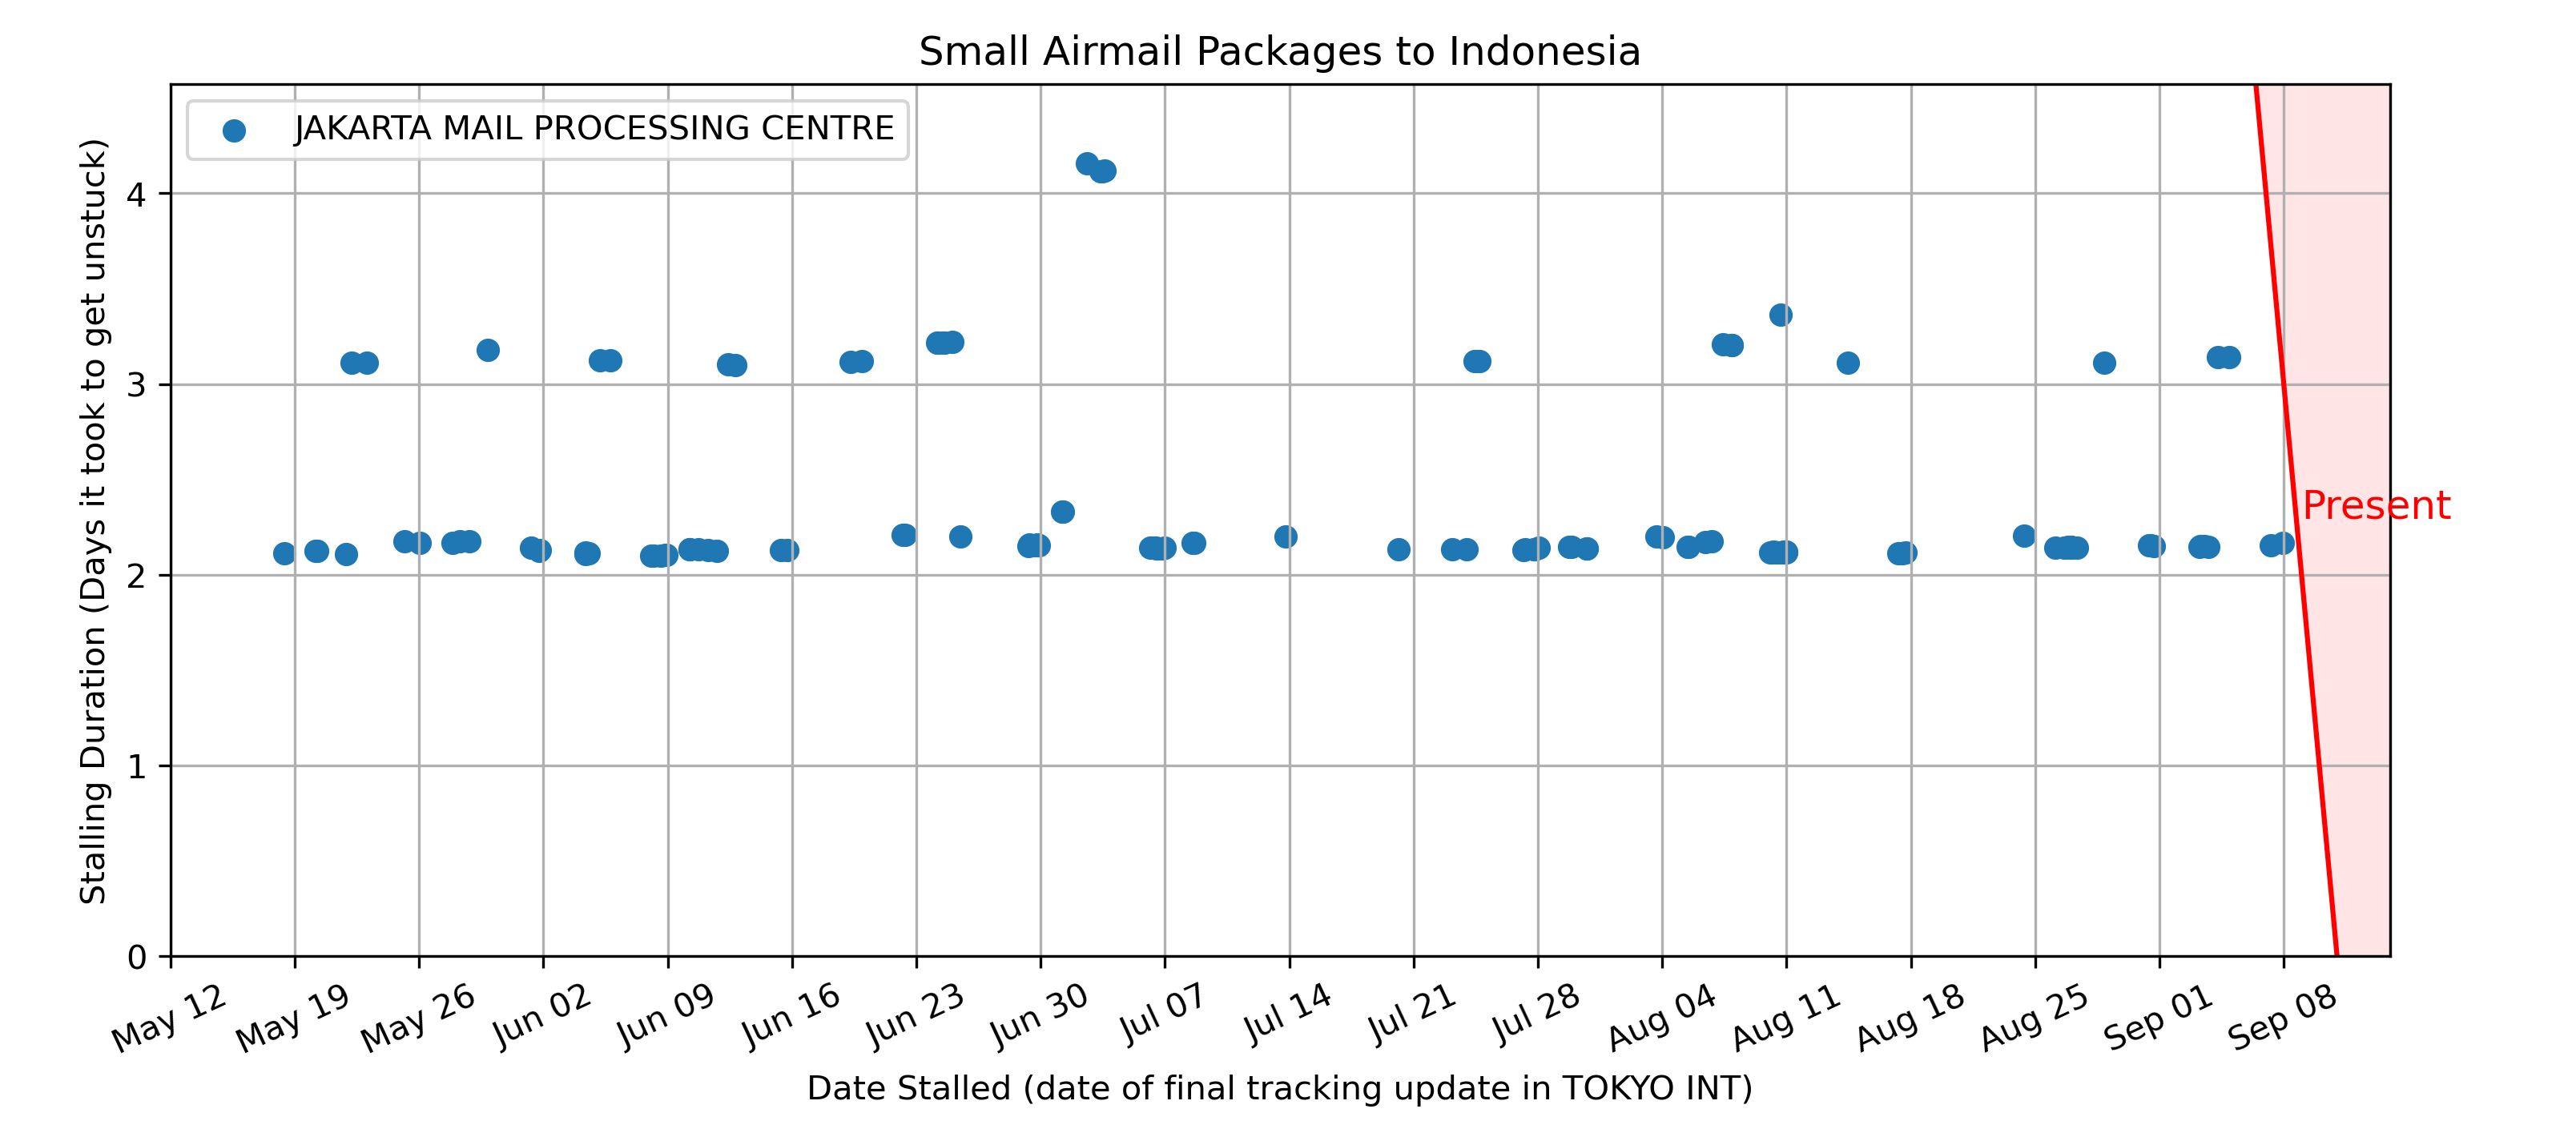 Small Airmail Packages to Indonesia
JAKARTA MAIL PROCESSING CENTRE
Stalling Duration (Days it took to get unstuck)
4
3
2
1
0
Present
May 12
May 19
May 26
Jun 02
Jun 09
Jun 16
Jun 23
Jun 30
Jul 07
Jul 14
Jul 21
Jul 28
Aug 04
Aug 11
Aug 18
Aug 25
Sep 01
Sep 08
Date Stalled (date of final tracking update in TOKYO INT)